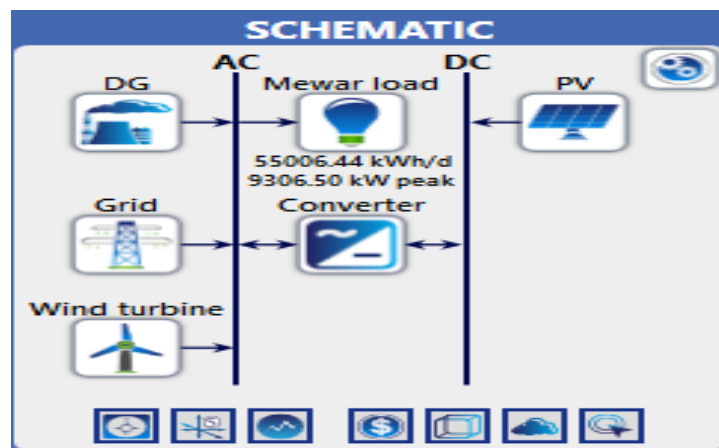 SCHEMATIC
AC DC
DG Mewar load PV
55006.44 kWh/d
9306.50 kW peak
Grid Converter
Wind turbine